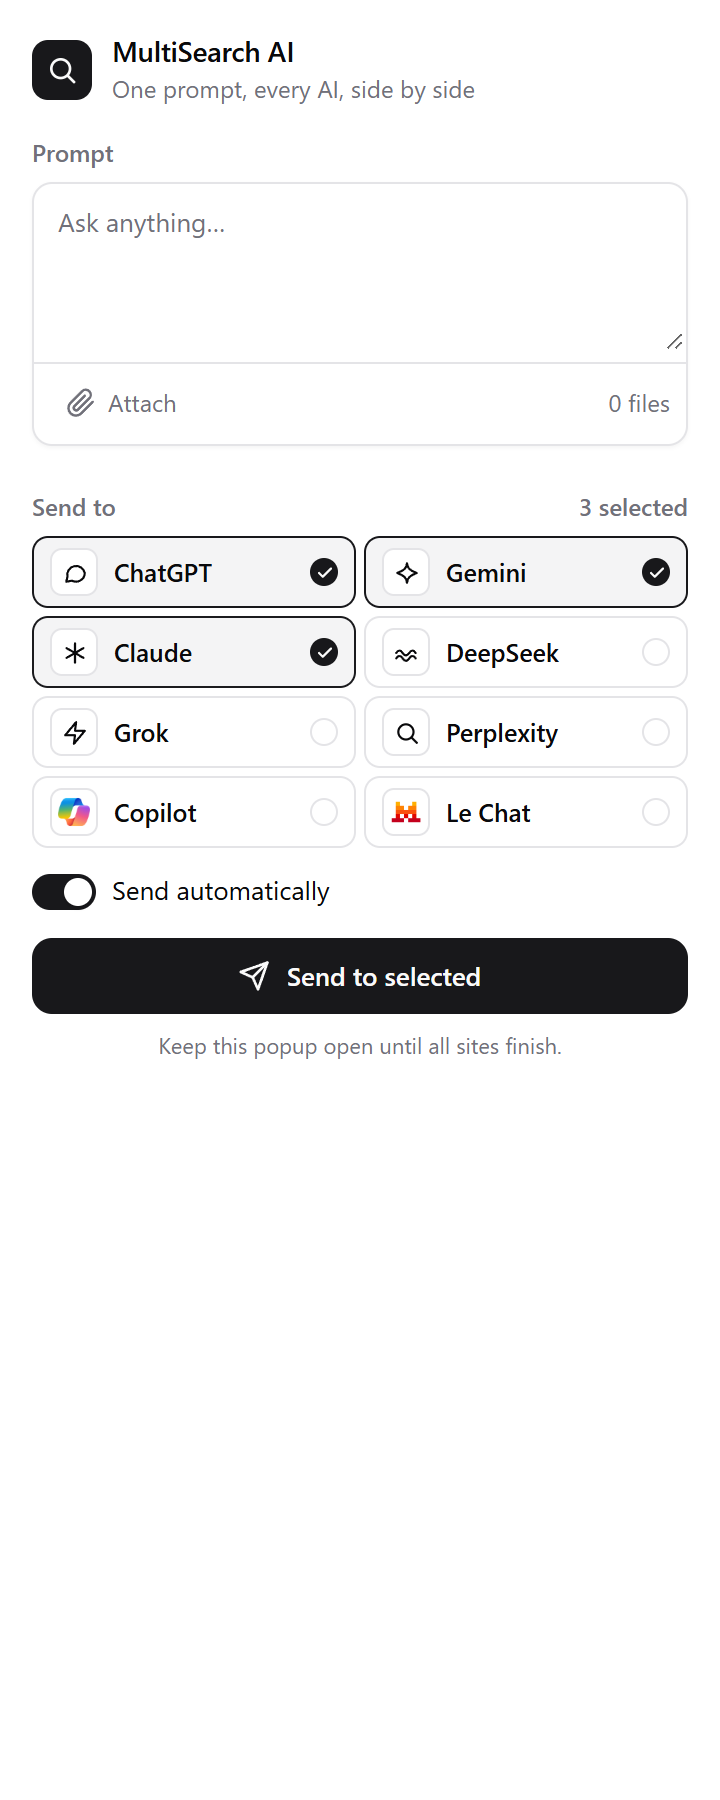 MultiSearch AI
One prompt, every AI, side by side
Prompt
Ask anything...
Attach
0 files
Send to
3 selected
ChatGPT
Gemini
Claude
DeepSeek
Grok
Perplexity
Copilot
Le Chat
Send automatically
Send to selected
Keep this popup open until all sites finish.